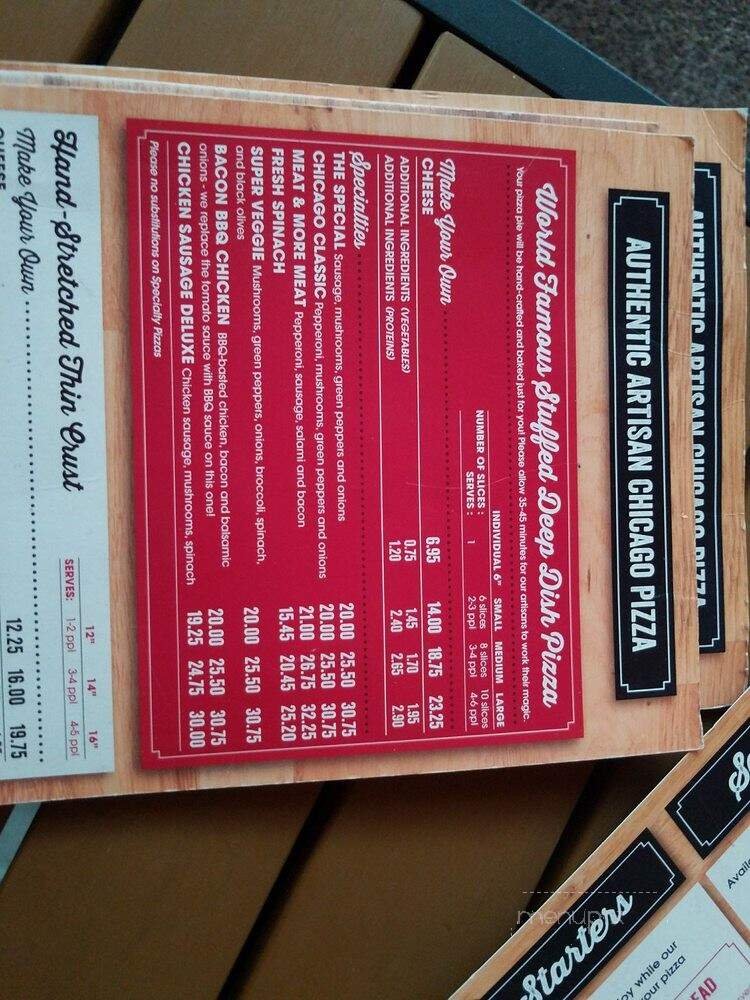 AUTHENTIC ARTISAN CHICAGO PIZZA
AUTHENTIC ARTISAN CHICAGO PIZZA
World Famous Stuffed Deep Dish Pizza
Your pizza pie will be hand-crafted and baked just for you! Please allow 35-45 minutes for our artisans to work their magic.
INDIVIDUAL 6" SMALL MEDIUM LARGE
NUMBER OF SLICES: 6 slices 8 slices 10 slices
SERVES: 1 2-3 ppl 3-4 ppl 4-6 ppl
Make Your Own
CHEESE 6.95 14.00 18.75 23.25
ADDITIONAL INGREDIENTS (VEGETABLES) 0.75 1.45 1.70 1.95
ADDITIONAL INGREDIENTS (PROTEINS) 1.20 2.40 2.65 2.90
Specialties
THE SPECIAL Sausage, mushrooms, green peppers and onions 20.00 25.50 30.75
CHICAGO CLASSIC Pepperoni, mushrooms, green peppers and onions 20.00 25.50 30.75
MEAT & MORE MEAT Pepperoni, sausage, salami and bacon 21.00 26.75 32.25
FRESH SPINACH 15.45 20.45 25.20
SUPER VEGGIE Mushrooms, green peppers, onions, broccoli, spinach, 20.00 25.50 30.75
and black olives
BACON BBQ CHICKEN BBQ-basted chicken, bacon and balsamic 20.00 25.50 30.75
onions - we replace the tomato sauce with BBQ sauce on this one!
CHICKEN SAUSAGE DELUXE Chicken sausage, mushrooms, spinach 19.25 24.75 30.00
Please no substitutions on Specialty Pizzas
Hand-Stretched Thin Crust
12" 14" 16"
SERVES: 1-2 ppl 3-4 ppl 4-5 ppl
Make Your Own
CHEESE 12.25 16.00 19.75
Starters
your pizza
menupix